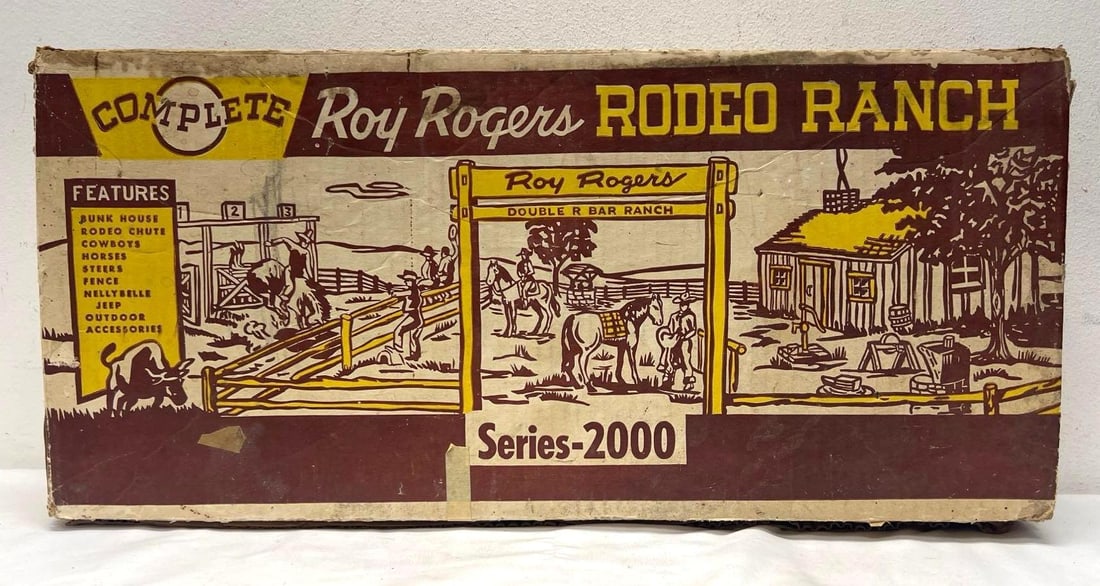 COMPLETE
Roy Rogers RODEO RANCH
FEATURES
BUNK HOUSE
RODEO CHUTE
COWBOYS
HORSES
STEERS
FENCE
NELLYBELLE
JEEP
OUTDOOR
ACCESSORIES
1 2 3
Roy Rogers
DOUBLE R BAR RANCH
Series-2000